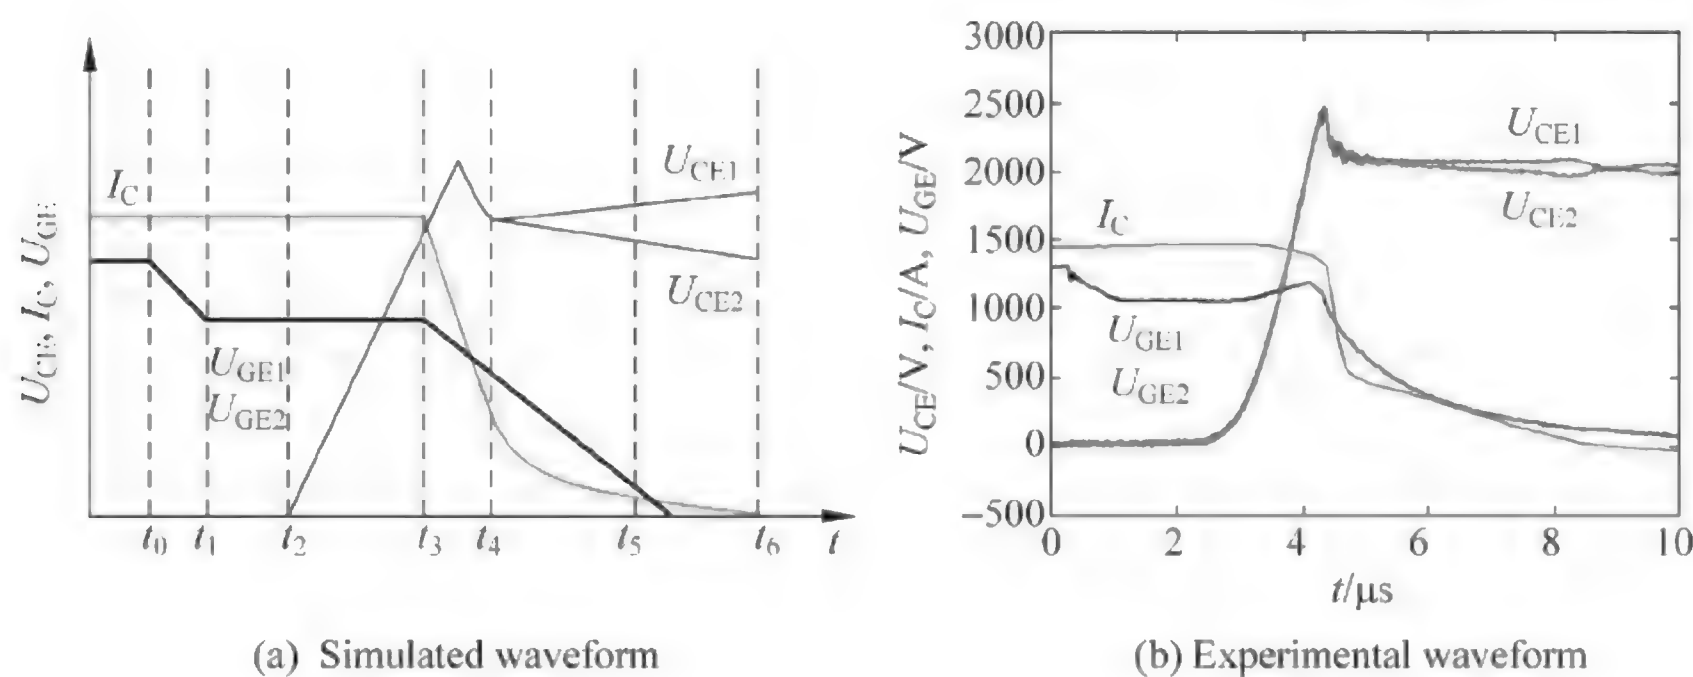 U_CE, I_C, U_GE
I_C
U_CE1
U_CE2
U_GE1
U_GE2
t_0 t_1 t_2 t_3 t_4 t_5 t_6 t
(a) Simulated waveform
U_CE/V, I_C/A, U_GE/V
3000
2500
2000
1500
1000
500
0
−500
U_CE1
U_CE2
I_C
U_GE1
U_GE2
0 2 4 6 8 10
t/μs
(b) Experimental waveform